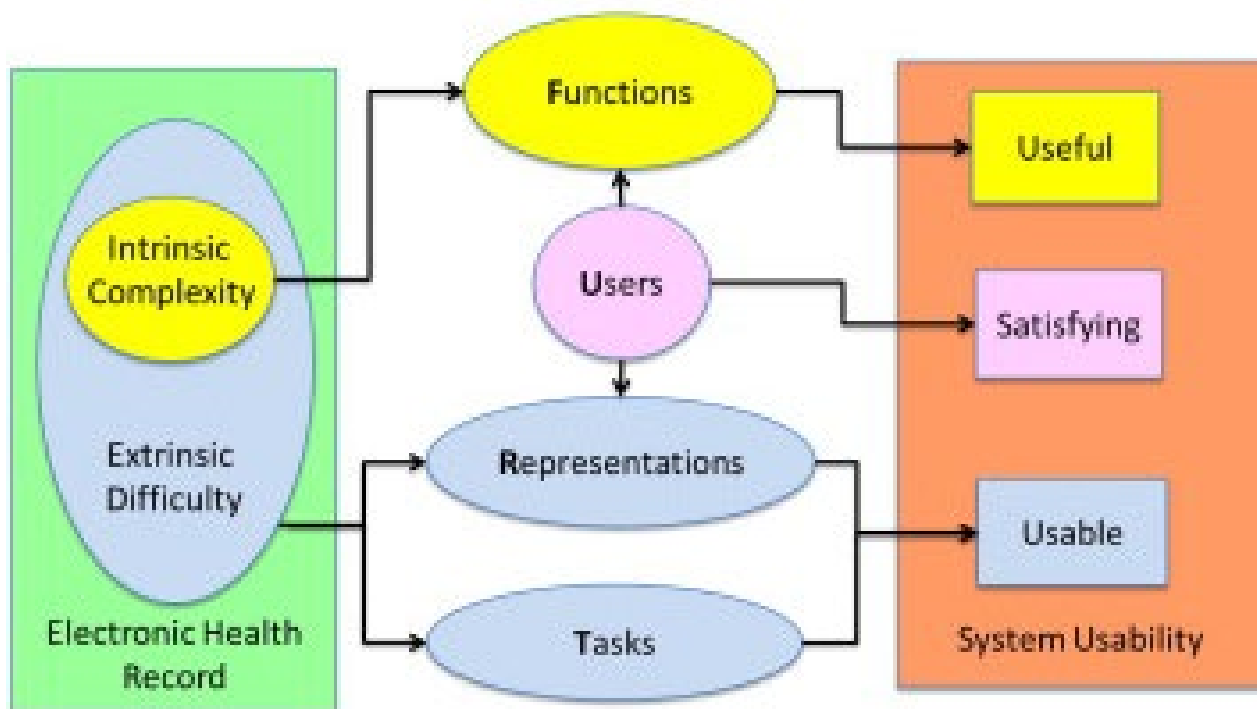 Functions
Useful
Intrinsic
Complexity
Users
Satisfying
Extrinsic
Difficulty
Representations
Usable
Electronic Health
Record
Tasks
System Usability